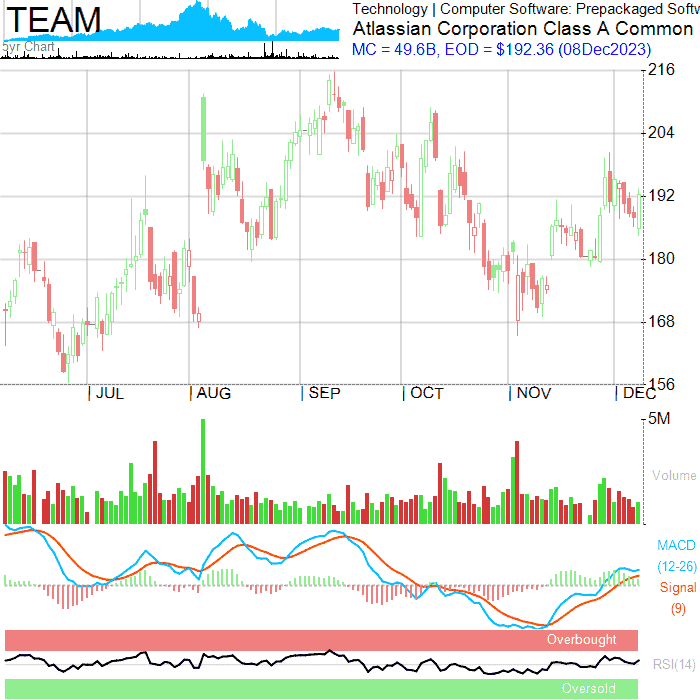 TEAM
5yr Chart
Technology | Computer Software: Prepackaged Softw
Atlassian Corporation Class A Common
MC = 49.6B, EOD = $192.36 (08Dec2023)
216
204
192
180
168
156
JUL AUG SEP OCT NOV DEC
5M
Volume
MACD
(12-26)
Signal
(9)
Overbought
RSI(14)
Oversold